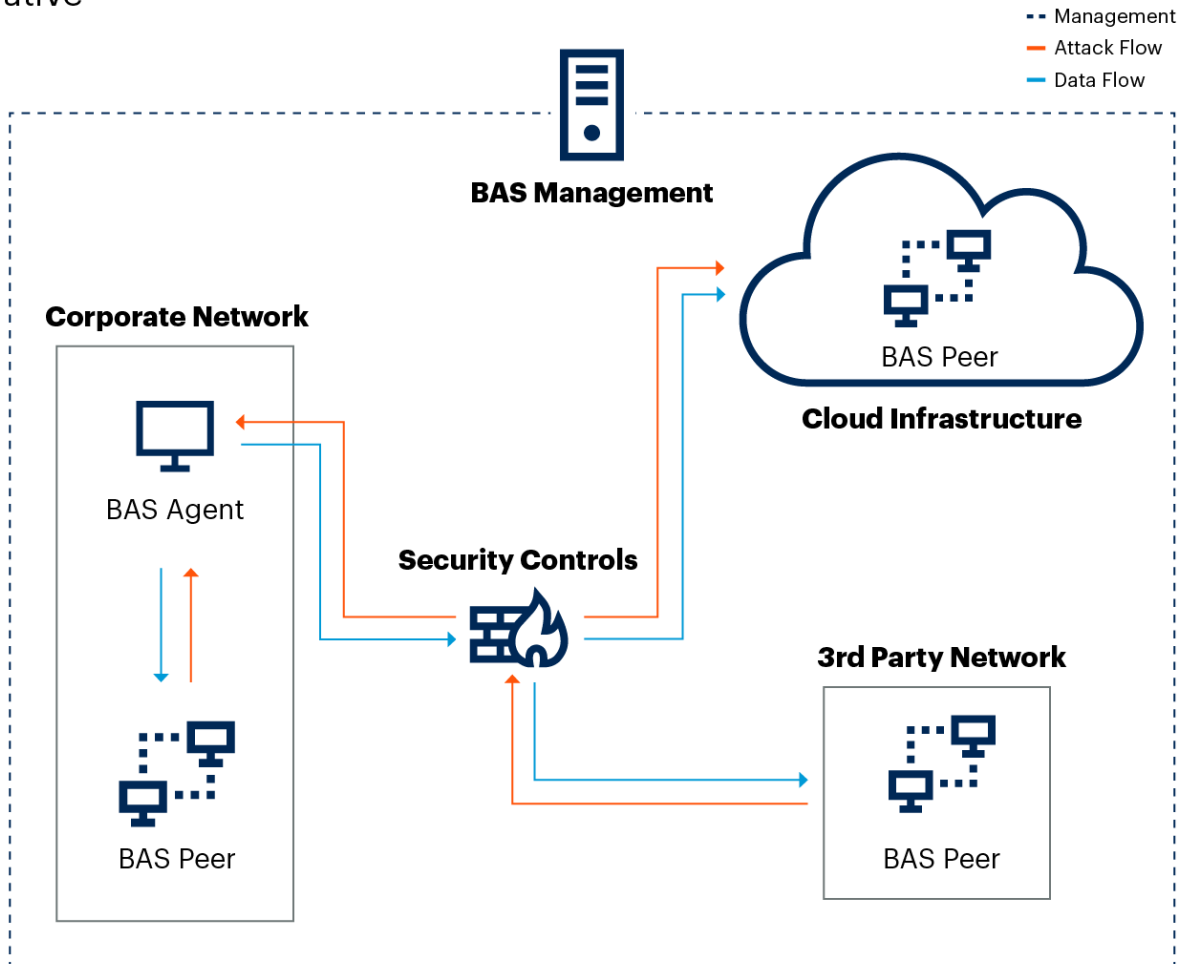 Management
Attack Flow
Data Flow
BAS Management
BAS Peer
Cloud Infrastructure
Corporate Network
BAS Agent
BAS Peer
Security Controls
3rd Party Network
BAS Peer